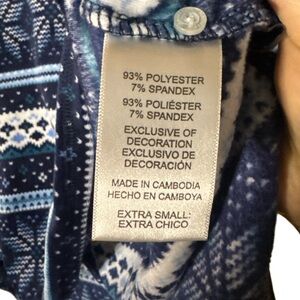 93% POLYESTER
7% SPANDEX
93% POLIÉSTER
7% SPANDEX
EXCLUSIVE OF
DECORATION
EXCLUSIVO DE
DECORACIÓN
MADE IN CAMBODIA
HECHO EN CAMBOYA
EXTRA SMALL:
EXTRA CHICO